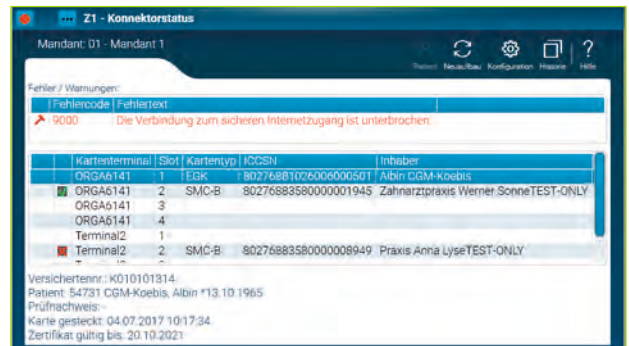 Z1 - Konnektorstatus
Mandant: 01 - Mandant 1
Patient Neuaufbau Konfiguration Historie Hilfe
Fehler / Warnungen:
Fehlercode Fehlertext
9000 Die Verbindung zum sicheren Internetzugang ist unterbrochen.
Kartenterminal Slot Kartentyp ICCSN Inhaber
ORGA6141 1 EGK 80276881026006000501 Albin CGM-Koebis
ORGA6141 2 SMC-B 80276883580000001945 Zahnarztpraxis Werner SonneTEST-ONLY
ORGA6141 3
ORGA6141 4
Terminal2 1
Terminal2 2 SMC-B 80276883580000008949 Praxis Anna LyseTEST-ONLY
Versichertennr.: K010101314
Patient: 54731 CGM-Koebis, Albin *13.10.1965
Prüfnachweis: -
Karte gesteckt: 04.07.2017 10:17:34
Zertifikat gültig bis: 20.10.2021